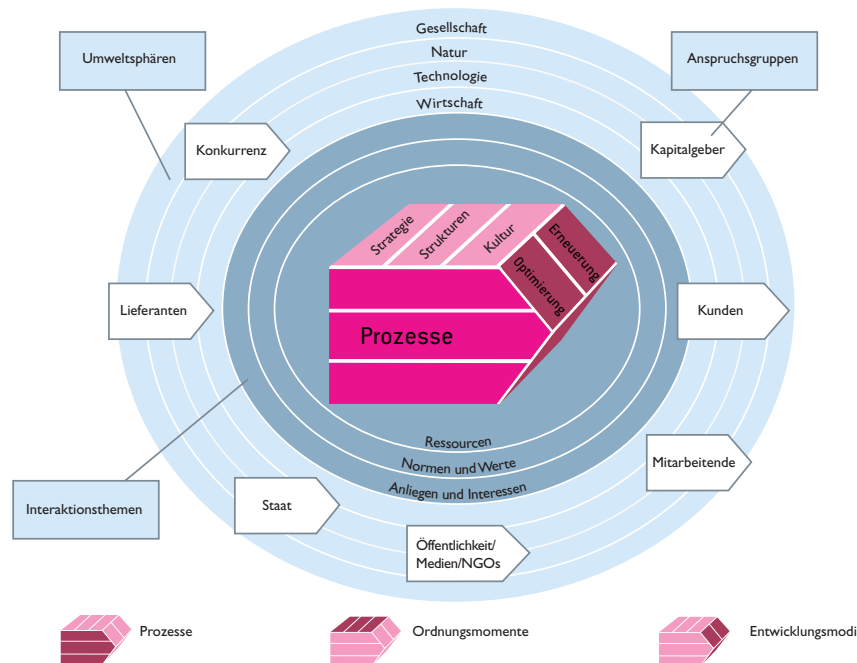 Gesellschaft
Natur
Technologie
Wirtschaft
Umweltsphären
Anspruchsgruppen
Konkurrenz
Kapitalgeber
Strategie
Strukturen
Kultur
Erneuerung
Optimierung
Lieferanten
Prozesse
Kunden
Ressourcen
Normen und Werte
Anliegen und Interessen
Mitarbeitende
Interaktionsthemen
Staat
Öffentlichkeit/
Medien/NGOs
Prozesse
Ordnungsmomente
Entwicklungsmodi